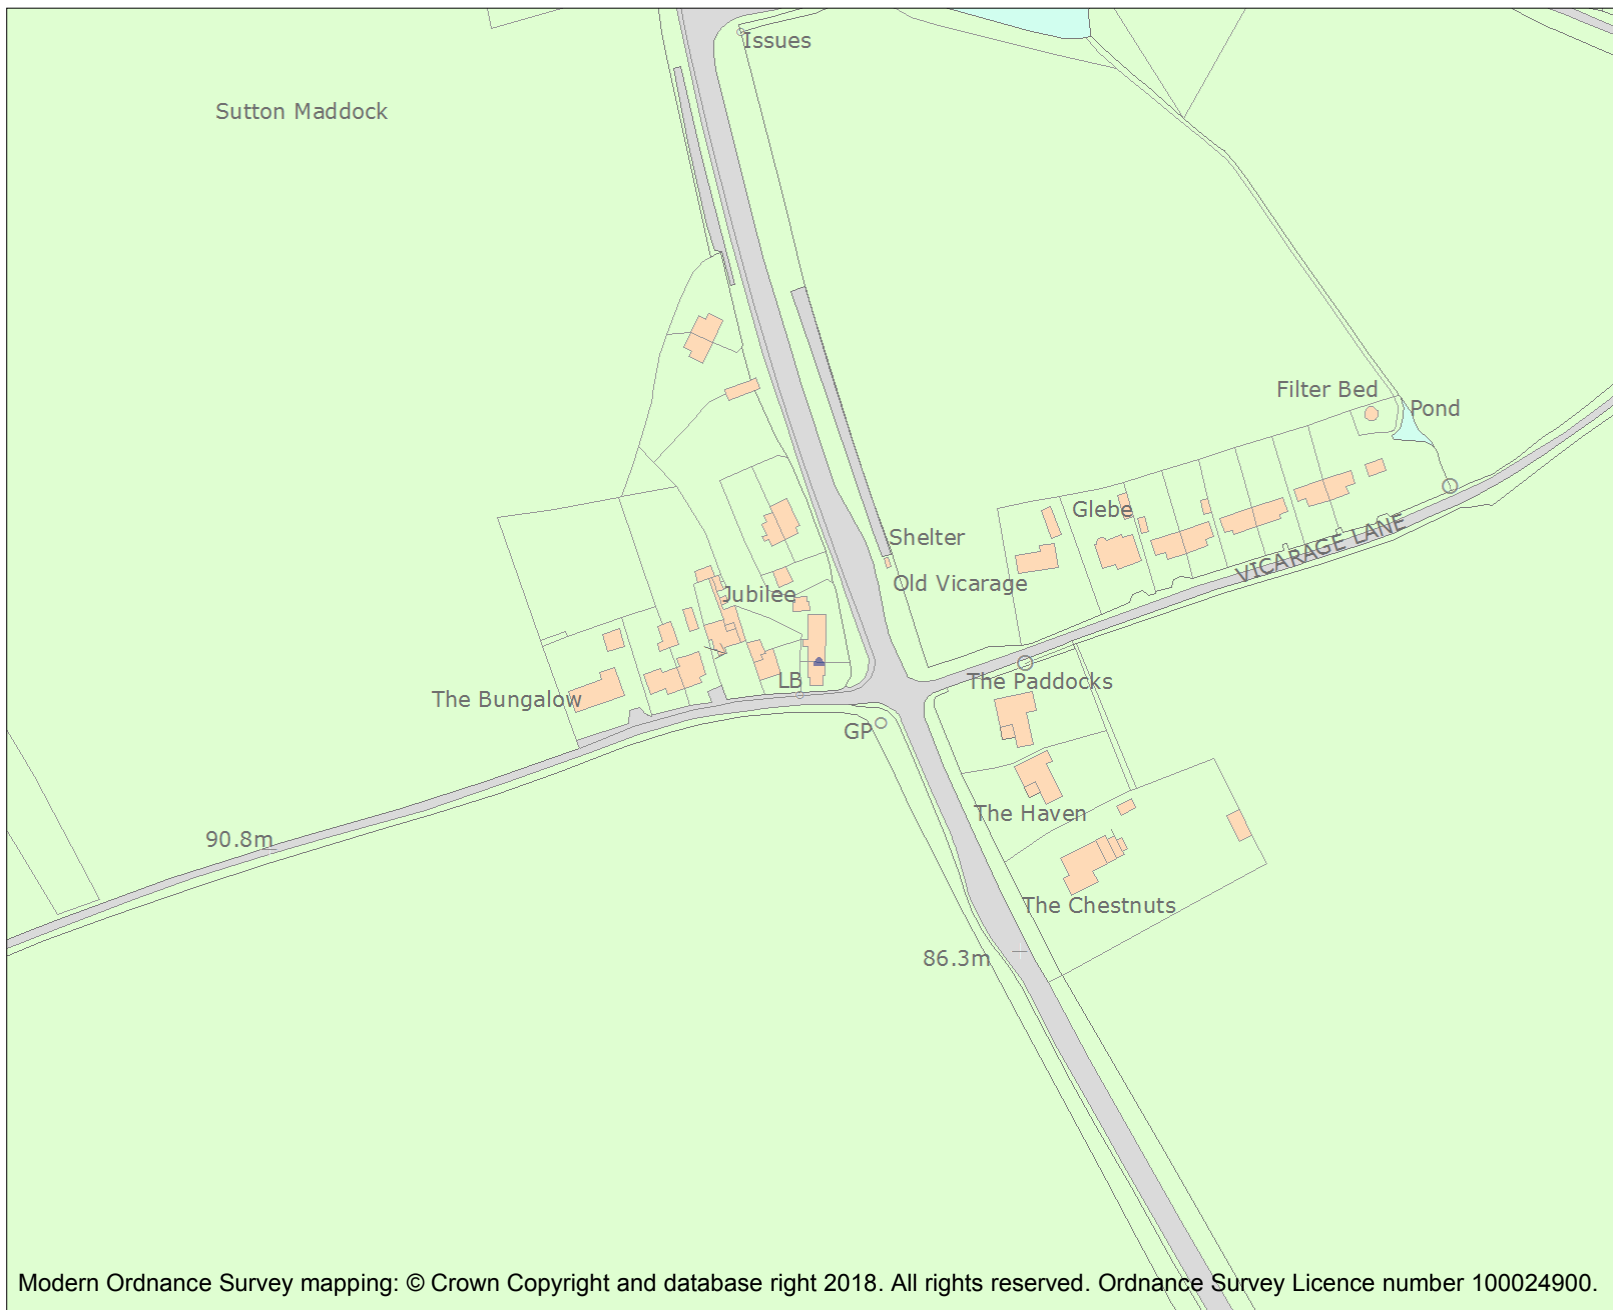 Issues
Sutton Maddock
Filter Bed
Pond
Glebe
Shelter
VICARAGE LANE
Old Vicarage
Jubilee
LB
The Paddocks
The Bungalow
GP
The Haven
90.8m
The Chestnuts
86.3m
Modern Ordnance Survey mapping: © Crown Copyright and database right 2018. All rights reserved. Ordnance Survey Licence number 100024900.